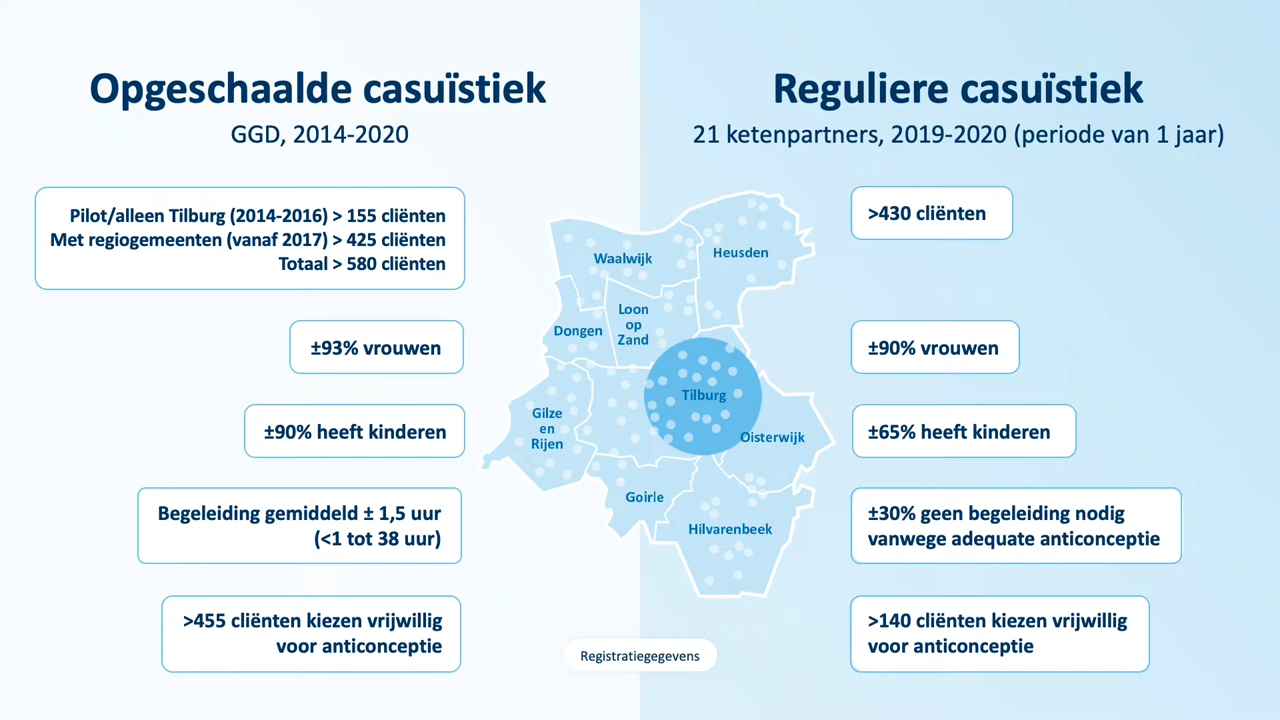 Opgeschaalde casuïstiek
GGD, 2014-2020
Pilot/alleen Tilburg (2014-2016) > 155 cliënten
Met regiogemeenten (vanaf 2017) > 425 cliënten
Totaal > 580 cliënten
±93% vrouwen
±90% heeft kinderen
Begeleiding gemiddeld ± 1,5 uur
(<1 tot 38 uur)
>455 cliënten kiezen vrijwillig
voor anticonceptie
Waalwijk
Heusden
Dongen
Loon
op
Zand
Tilburg
Gilze
en
Rijen
Oisterwijk
Goirle
Hilvarenbeek
Registratiegegevens
Reguliere casuïstiek
21 ketenpartners, 2019-2020 (periode van 1 jaar)
>430 cliënten
±90% vrouwen
±65% heeft kinderen
±30% geen begeleiding nodig
vanwege adequate anticonceptie
>140 cliënten kiezen vrijwillig
voor anticonceptie